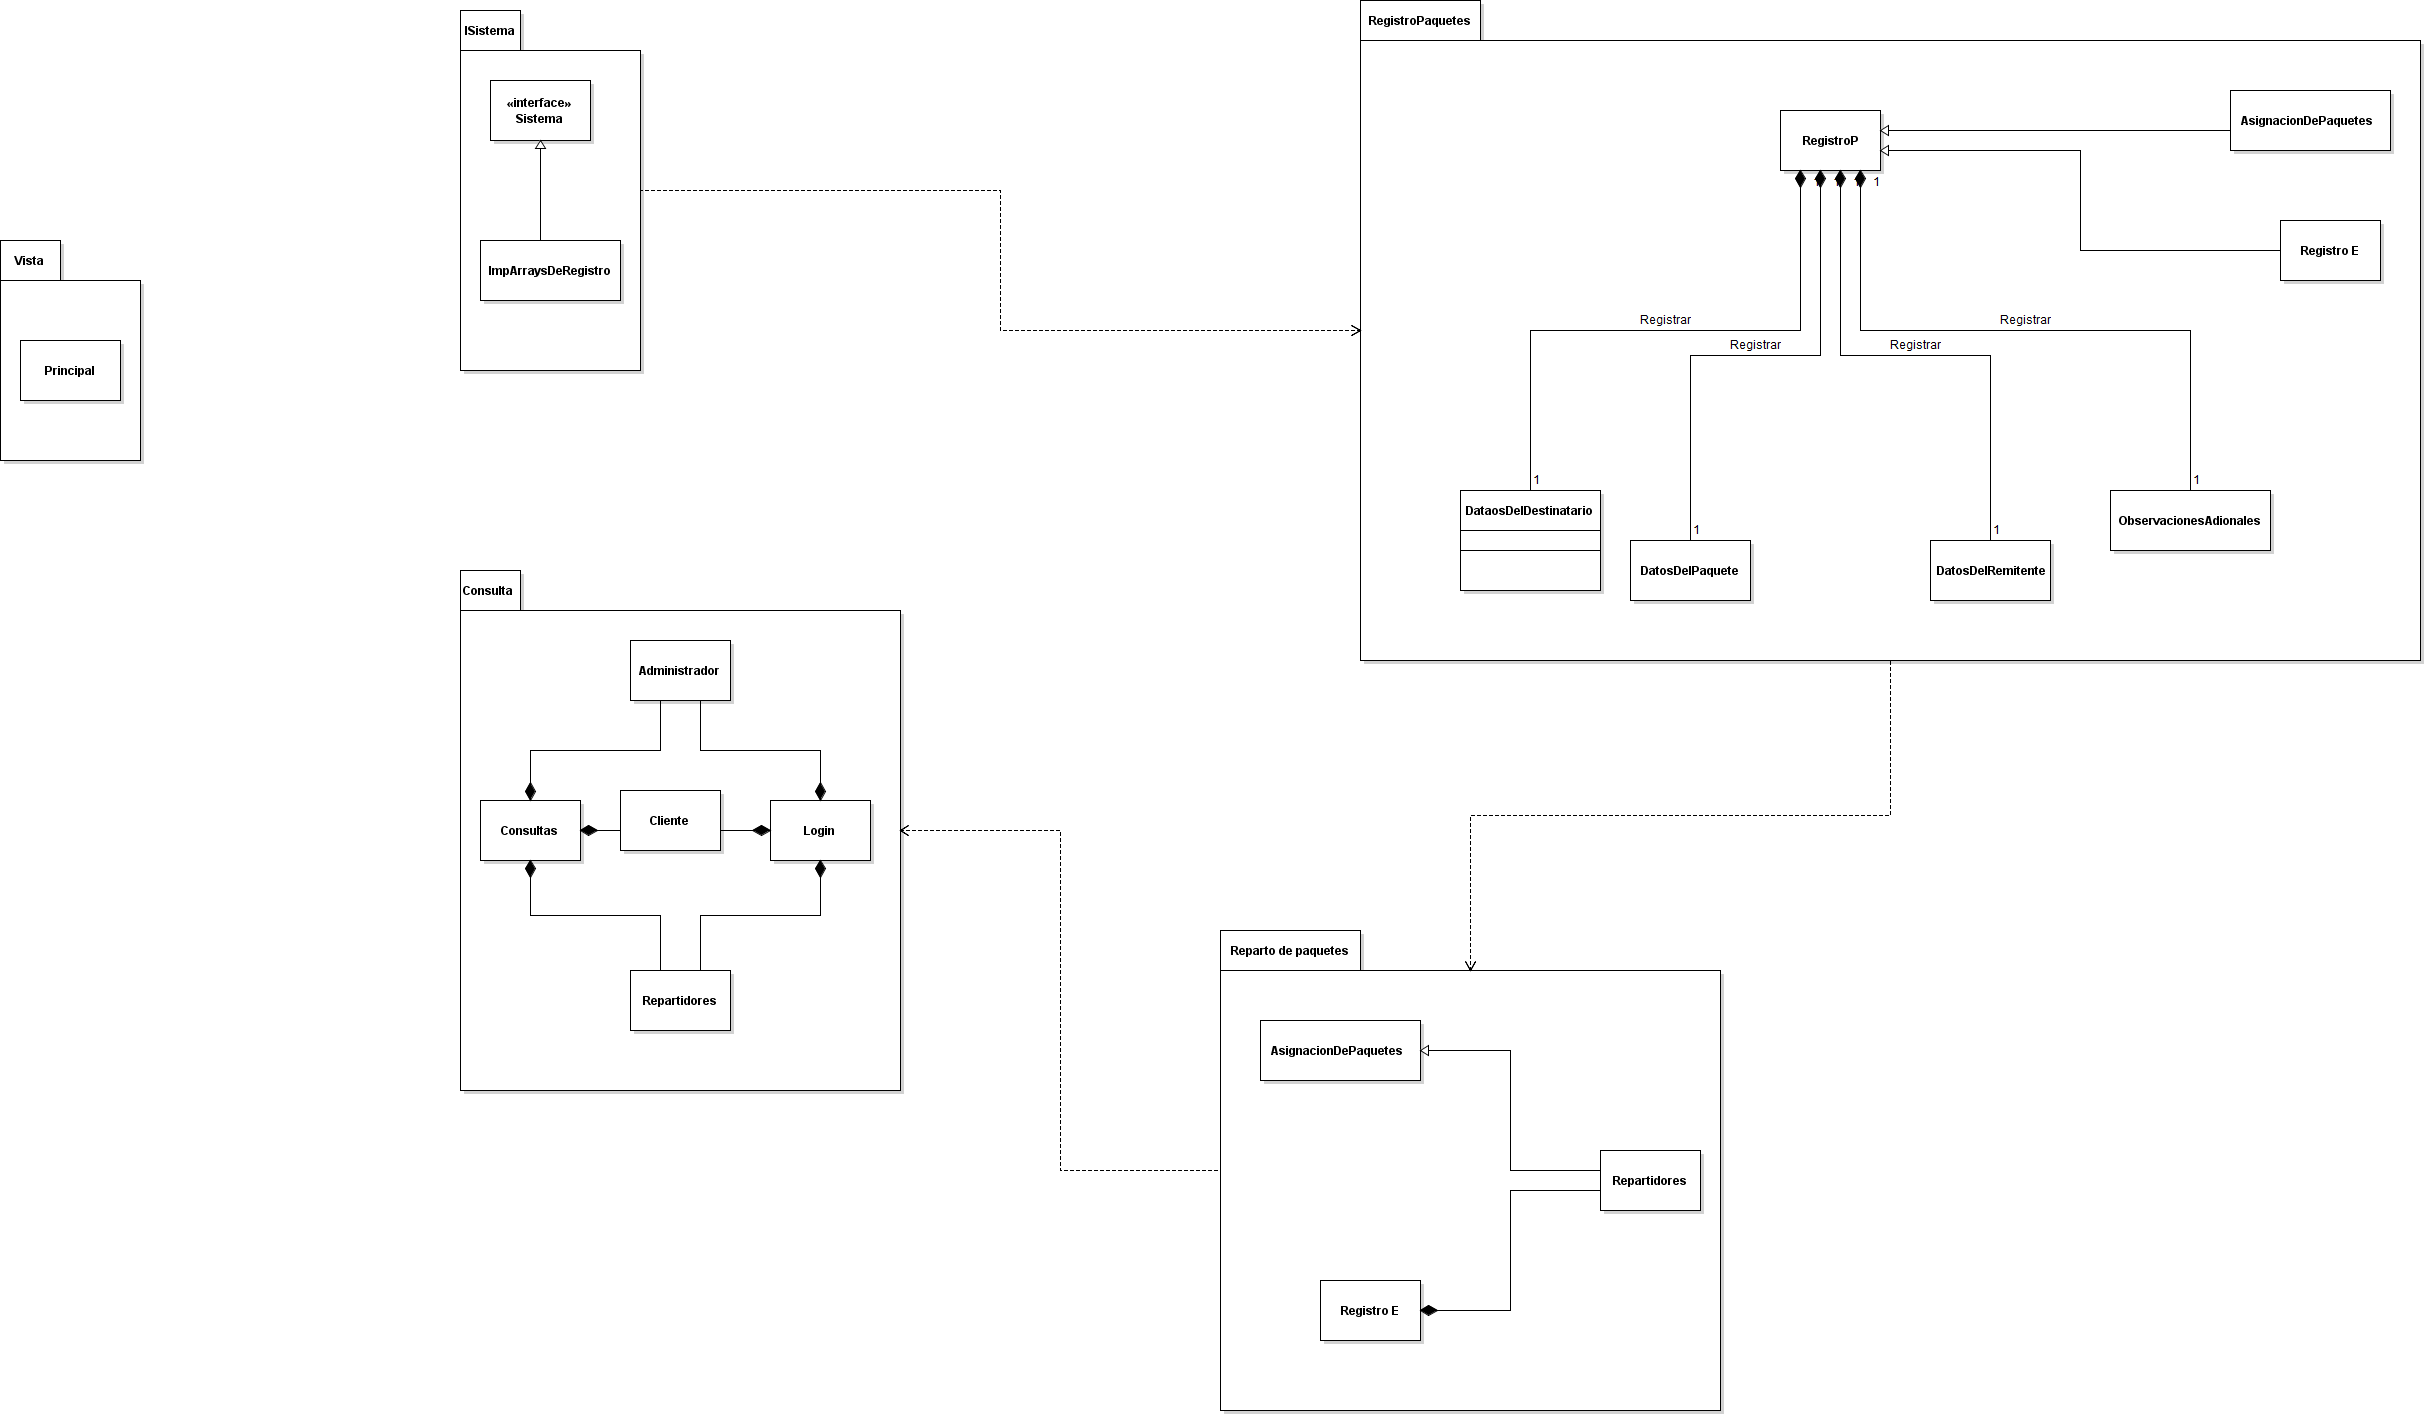 ISistema
«interface»
Sistema
ImpArraysDeRegistro
Vista
Principal
RegistroPaquetes
RegistroP
1
AsignacionDePaquetes
Registro E
Registrar
Registrar
Registrar
Registrar
1
1
1
1
DataosDelDestinatario
DatosDelPaquete
DatosDelRemitente
ObservacionesAdionales
Consulta
Administrador
Consultas
Cliente
Login
Repartidores
Reparto de paquetes
AsignacionDePaquetes
Repartidores
Registro E